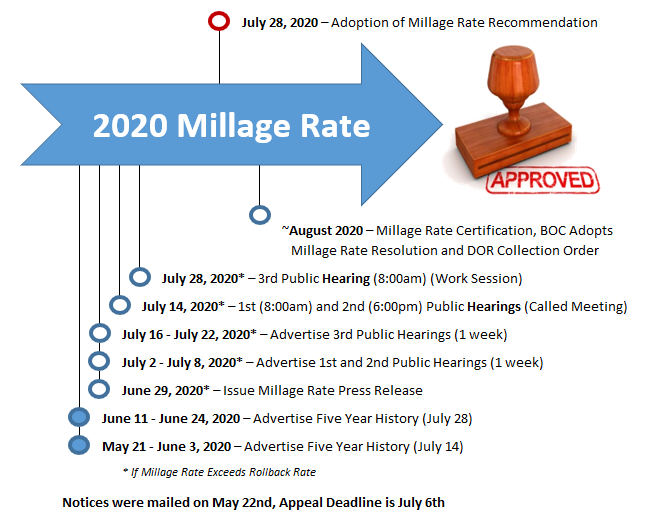 July 28, 2020 – Adoption of Millage Rate Recommendation
2020 Millage Rate
APPROVED
~August 2020 – Millage Rate Certification, BOC Adopts
Millage Rate Resolution and DOR Collection Order
July 28, 2020* – 3rd Public Hearing (8:00am) (Work Session)
July 14, 2020* – 1st (8:00am) and 2nd (6:00pm) Public Hearings (Called Meeting)
July 16 - July 22, 2020* – Advertise 3rd Public Hearings (1 week)
July 2 - July 8, 2020* – Advertise 1st and 2nd Public Hearings (1 week)
June 29, 2020* – Issue Millage Rate Press Release
June 11 - June 24, 2020 – Advertise Five Year History (July 28)
May 21 - June 3, 2020 – Advertise Five Year History (July 14)
* If Millage Rate Exceeds Rollback Rate
Notices were mailed on May 22nd, Appeal Deadline is July 6th